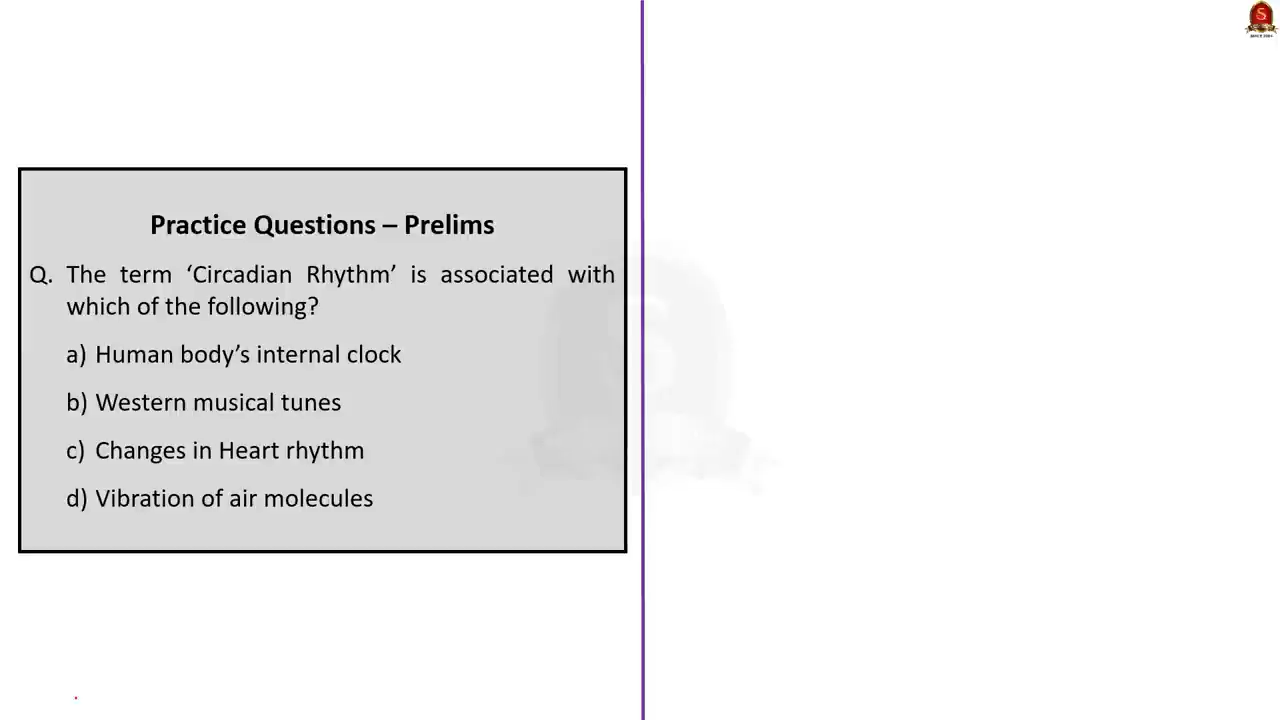 Practice Questions – Prelims
Q. The term ‘Circadian Rhythm’ is associated with
which of the following?
a) Human body’s internal clock
b) Western musical tunes
c) Changes in Heart rhythm
d) Vibration of air molecules
S